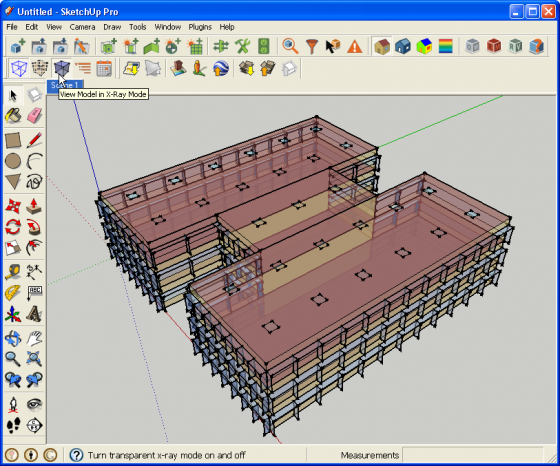 Untitled - SketchUp Pro
File Edit View Camera Draw Tools Window Plugins Help
Scene 1
View Model in X-Ray Mode
ABC
Turn transparent x-ray mode on and off
Measurements